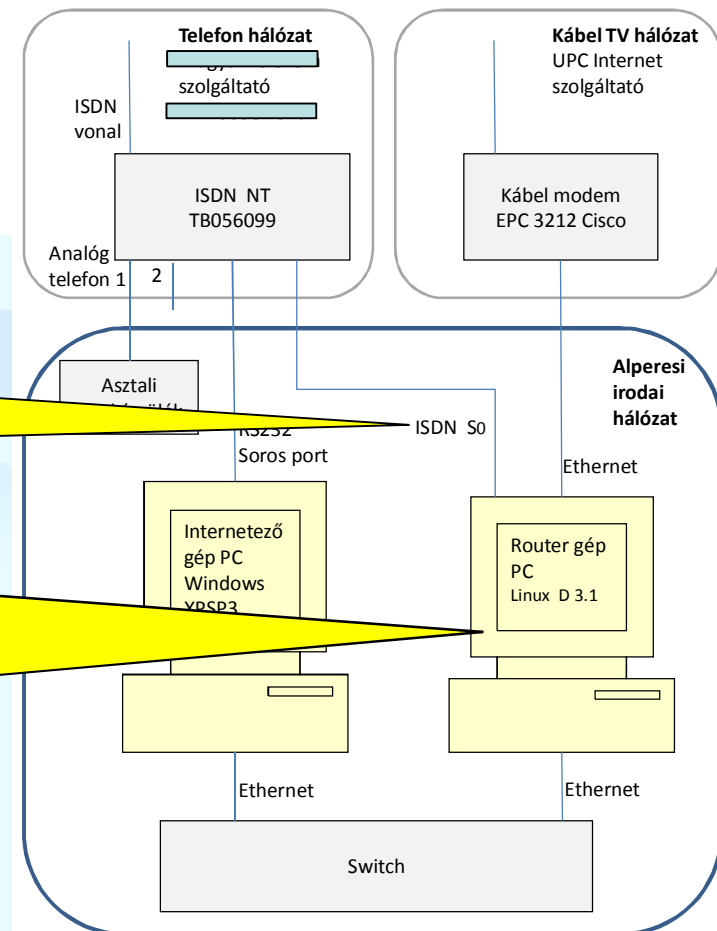 Telefon hálózat
szolgáltató
ISDN
vonal
Kábel TV hálózat
UPC Internet
szolgáltató
ISDN NT
TB056099
Kábel modem
EPC 3212 Cisco
Analóg
telefon 1
2
Asztali
Alperesi
irodai
hálózat
RS232
Soros port
ISDN S0
Ethernet
Internetező
gép PC
Windows
XPSP3
Router gép
PC
Linux D 3.1
Ethernet
Ethernet
Switch